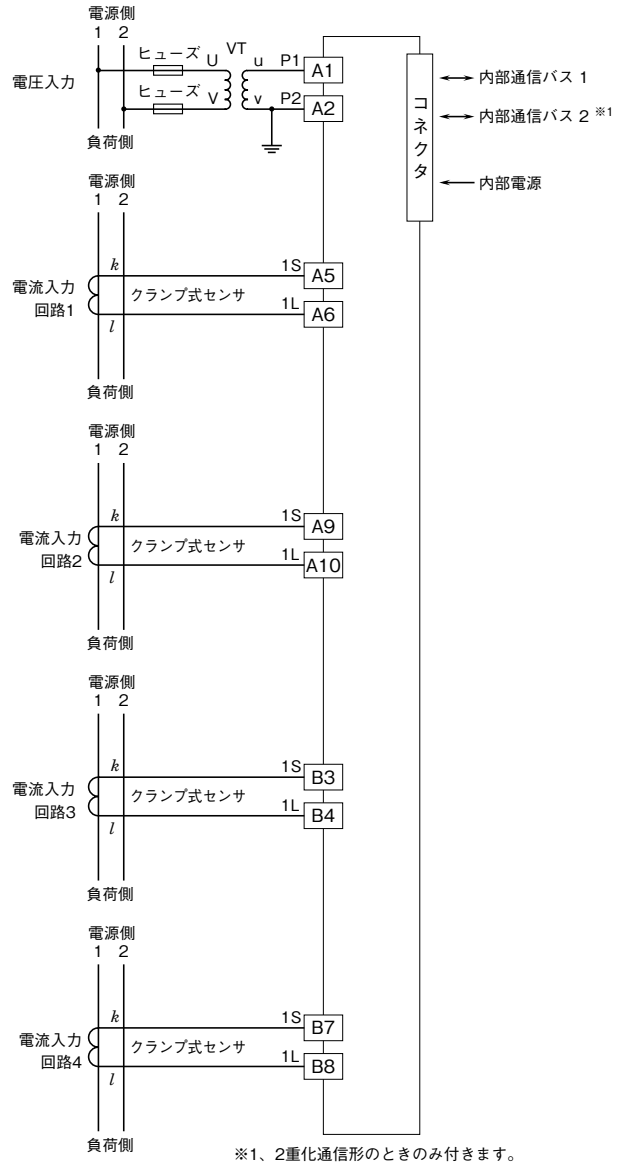 電源側
1 2
ヒューズ U VT u P1 A1
電圧入力
ヒューズ V v P2 A2
負荷側
コネクタ
内部通信バス 1
内部通信バス 2 ※1
内部電源
電源側
1 2
k 1S A5
電流入力
回路1
クランプ式センサ
l 1L A6
負荷側
電源側
1 2
k 1S A9
電流入力
回路2
クランプ式センサ
l 1L A10
負荷側
電源側
1 2
k 1S B3
電流入力
回路3
クランプ式センサ
l 1L B4
負荷側
電源側
1 2
k 1S B7
電流入力
回路4
クランプ式センサ
l 1L B8
負荷側
※1、2重化通信形のときのみ付きます。